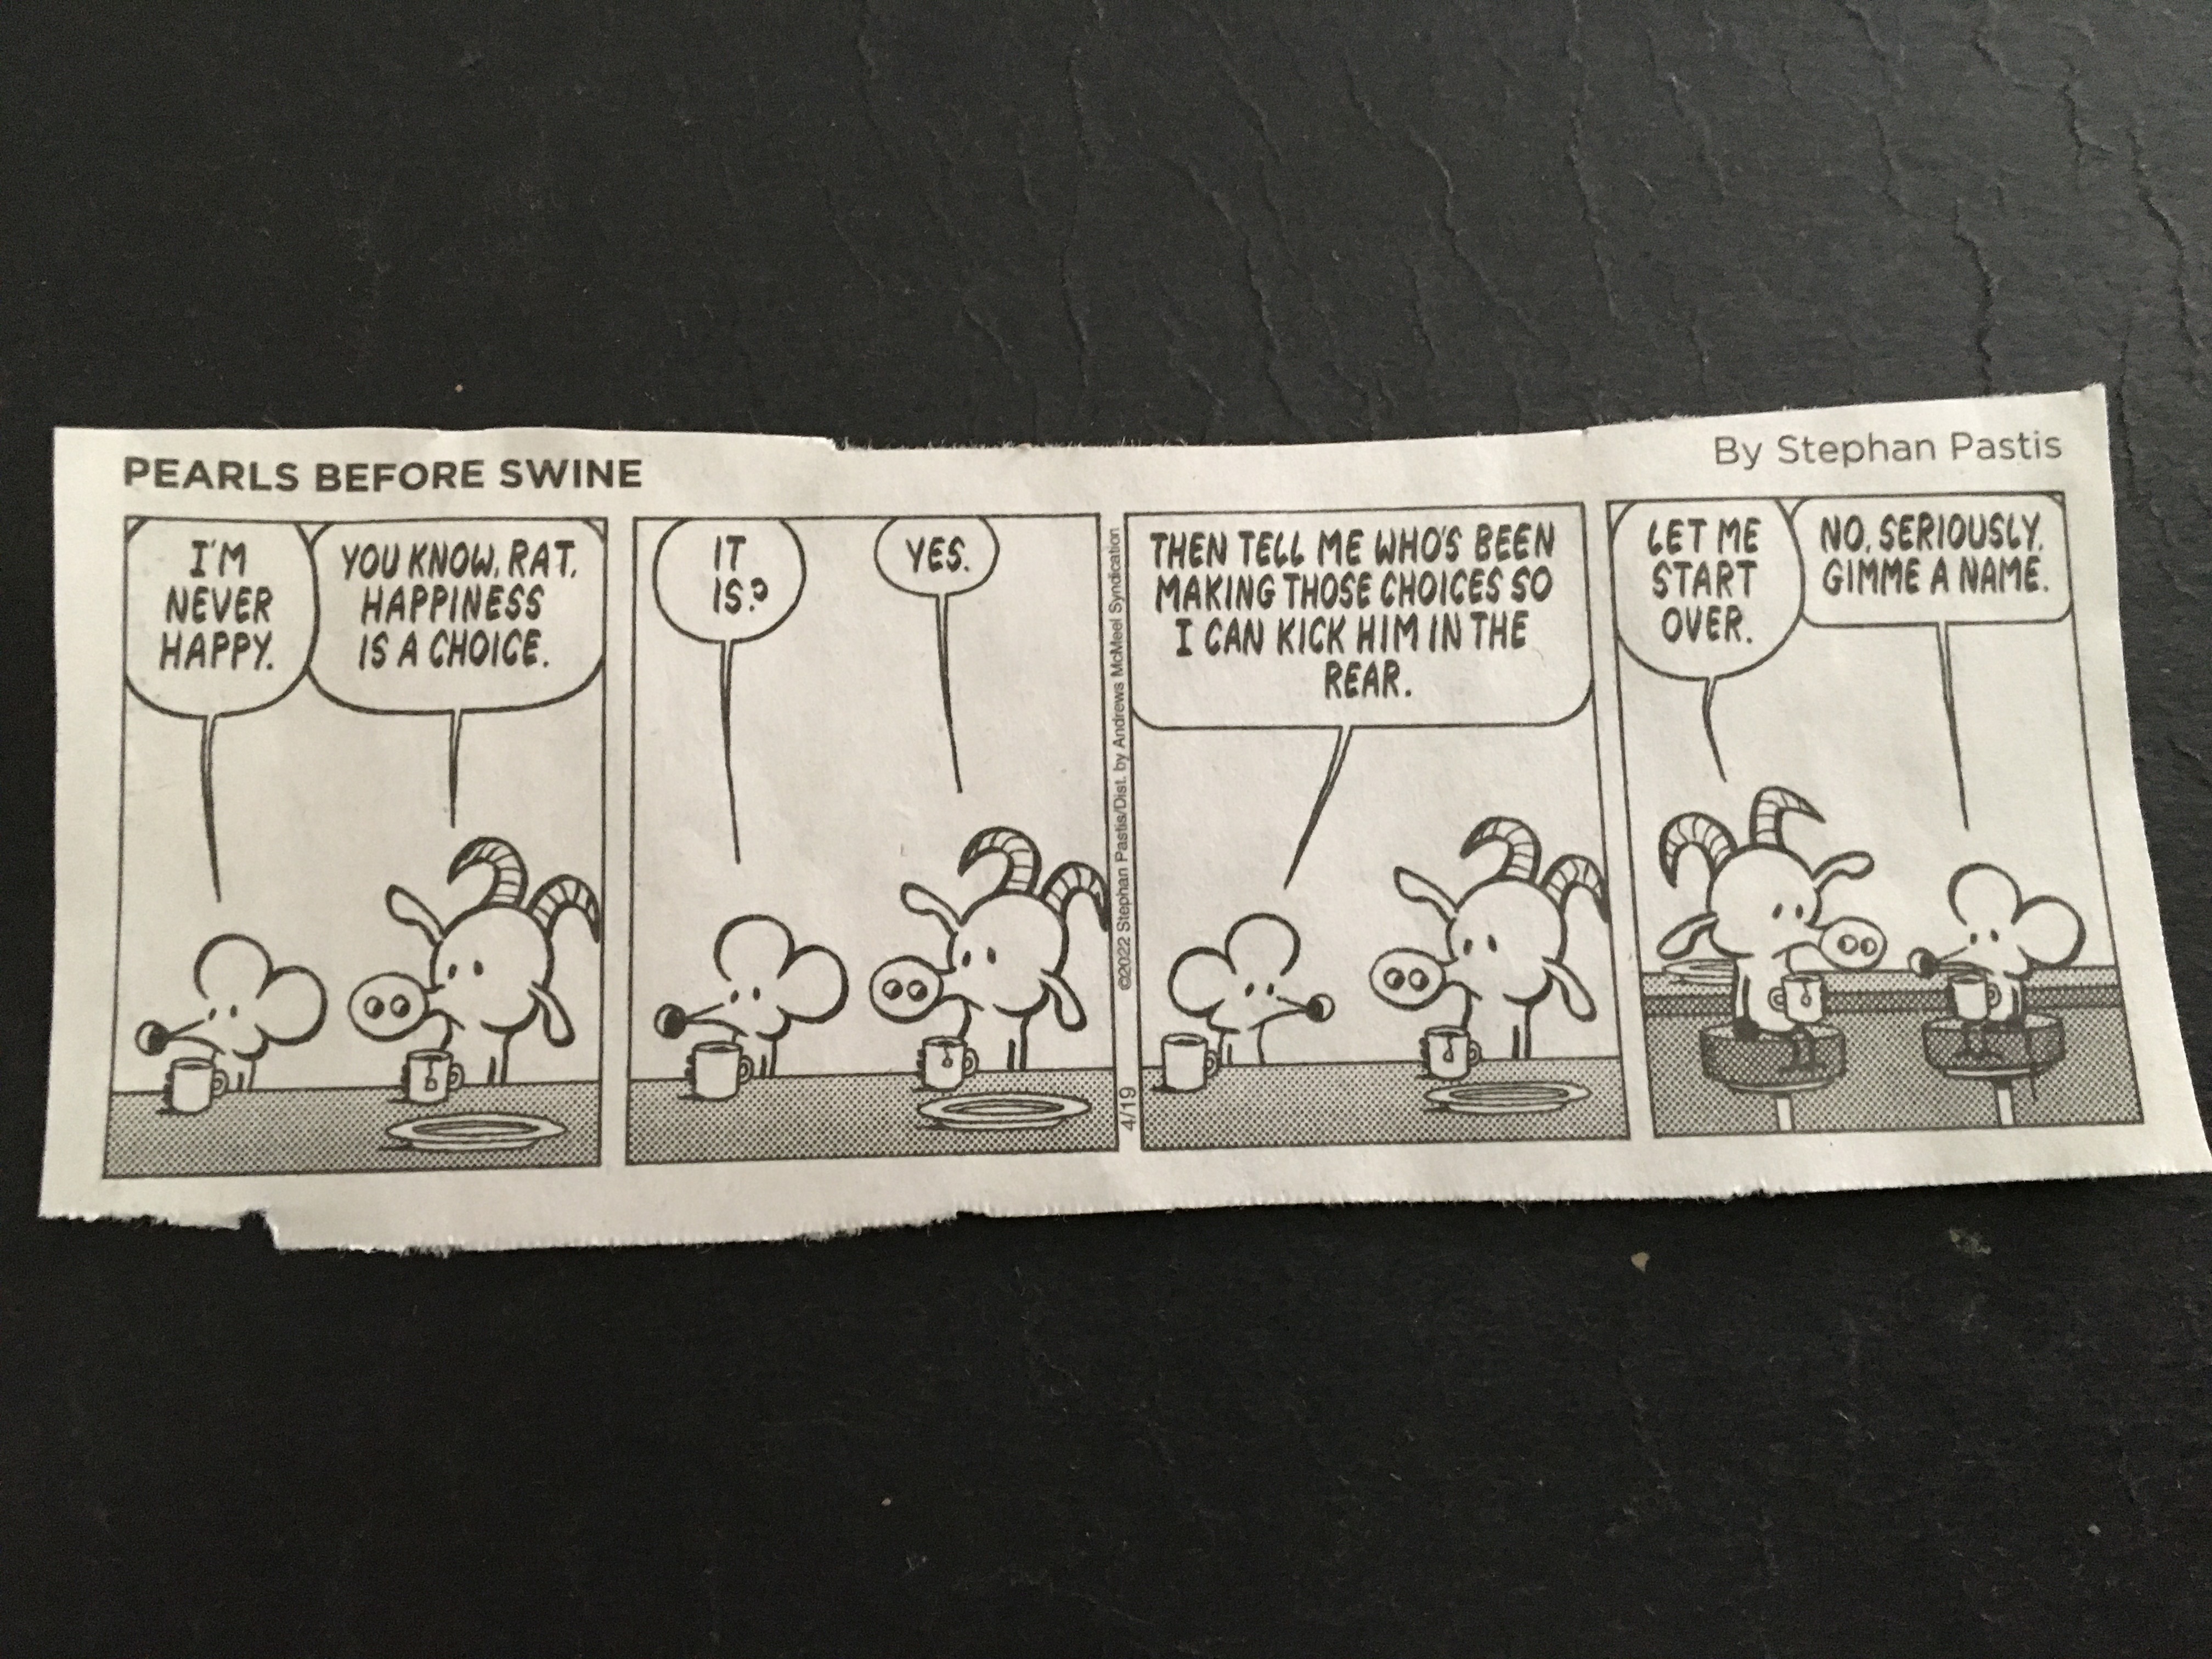 PEARLS BEFORE SWINE
By Stephan Pastis
I'M
NEVER
HAPPY.
YOU KNOW, RAT,
HAPPINESS
IS A CHOICE.
IT
IS?
YES.
©2022 Stephan Pastis/Dist. by Andrews McMeel Syndication
4/19
THEN TELL ME WHO'S BEEN
MAKING THOSE CHOICES SO
I CAN KICK HIM IN THE
REAR.
LET ME
START
OVER.
NO, SERIOUSLY.
GIMME A NAME.